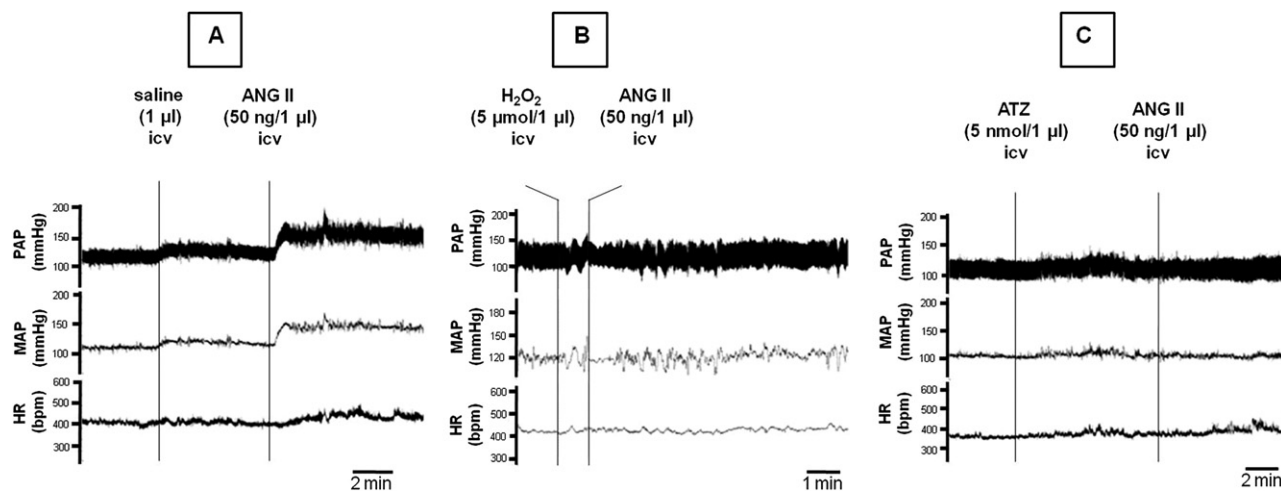 A
saline
(1 µl)
icv
ANG II
(50 ng/1 µl)
icv
PAP
(mmHg)
200
150
100
MAP
(mmHg)
200
150
100
HR
(bpm)
600
500
400
300
2 min
B
H₂O₂
(5 µmol/1 µl)
icv
ANG II
(50 ng/1 µl)
icv
PAP
(mmHg)
200
150
100
MAP
(mmHg)
180
150
120
HR
(bpm)
600
500
400
300
1 min
C
ATZ
(5 nmol/1 µl)
icv
ANG II
(50 ng/1 µl)
icv
PAP
(mmHg)
200
150
100
MAP
(mmHg)
200
150
100
HR
(bpm)
600
500
400
300
2 min